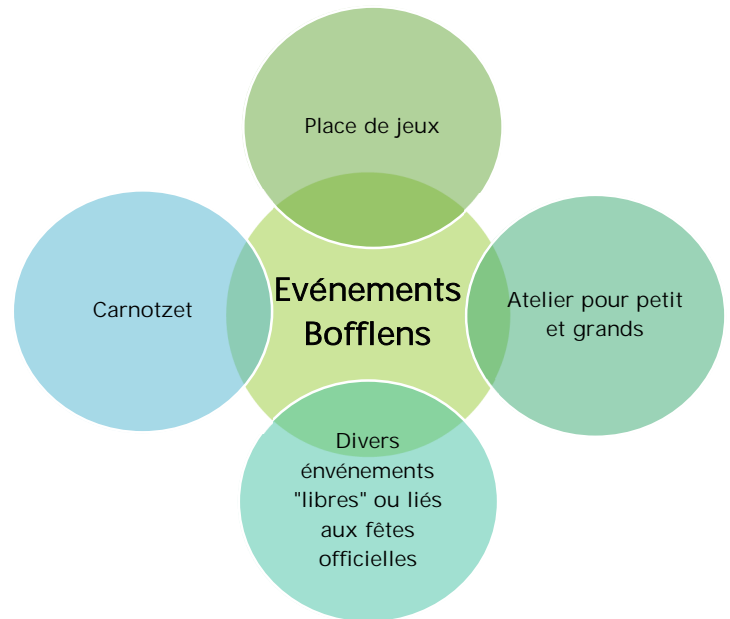 Place de jeux
Carnotzet
Evénements
Bofflens
Atelier pour petit
et grands
Divers
énvénements
"libres" ou liés
aux fêtes
officielles